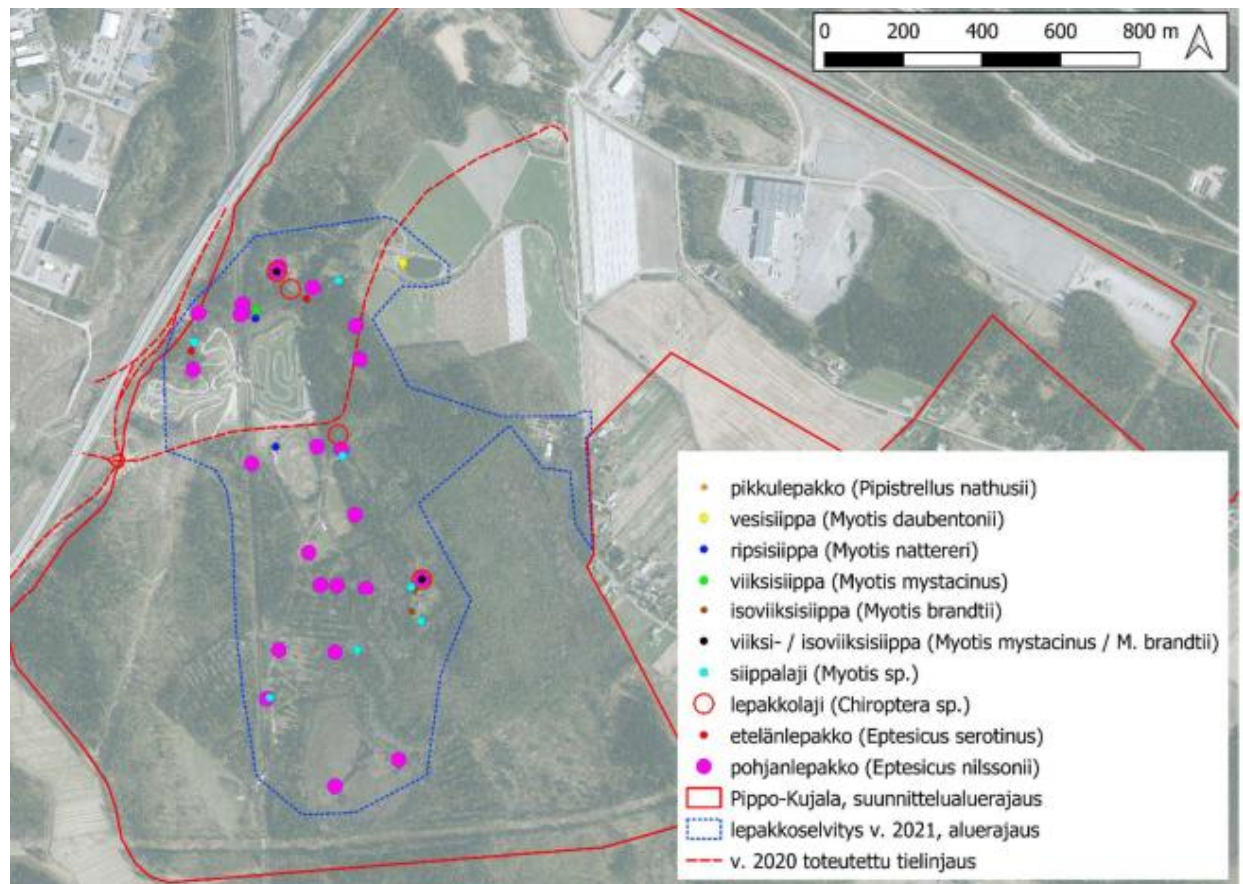 0 200 400 600 800 m
pikkulepakko (Pipistrellus nathusii)
vesisiippa (Myotis daubentonii)
ripsisiippa (Myotis nattereri)
viiksisiippa (Myotis mystacinus)
isoviiksisiippa (Myotis brandtii)
viiksi- / isoviiksisiippa (Myotis mystacinus / M. brandtii)
siippalaji (Myotis sp.)
lepakkolaji (Chiroptera sp.)
etelänlepakko (Eptesicus serotinus)
pohjanlepakko (Eptesicus nilssonii)
Pippo-Kujala, suunnittelualuerajaus
lepakkoselvitys v. 2021, aluerajaus
v. 2020 toteutettu tielinjaus